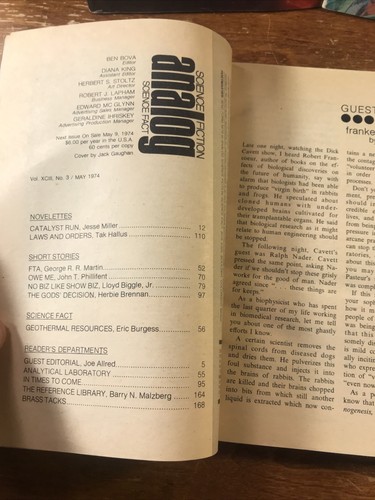 BEN BOVA
Editor
DIANA KING
Assistant Editor
HERBERT S. STOLTZ
Art Director
ROBERT J. LAPHAM
Business Manager
EDWARD MC GLYNN
Advertising Sales Manager
GERALDINE IHRISKEY
Advertising Production Manager
Next Issue On Sale May 9, 1974
$6.00 per year in the U.S.A.
60 cents per copy
Cover by Jack Gaughan
SCIENCE FICTION
analog
SCIENCE FACT
Vol. XCIII, No. 3 / MAY 1974
NOVELETTES
CATALYST RUN, Jesse Miller 12
LAWS AND ORDERS, Tak Hallus 110
SHORT STORIES
FTA, George R. R. Martin 52
OWE ME, John T. Phillifent 70
NO BIZ LIKE SHOW BIZ, Lloyd Biggle, Jr. 79
THE GODS' DECISION, Herbie Brennan 97
SCIENCE FACT
GEOTHERMAL RESOURCES, Eric Burgess 56
READER'S DEPARTMENTS
GUEST EDITORIAL, Joe Allred 5
ANALYTICAL LABORATORY 55
IN TIMES TO COME 95
THE REFERENCE LIBRARY, Barry N. Malzberg 164
BRASS TACKS 168
GUEST
franke
Late one night, watching the Dick
Cavett show, I heard Robert Fran-
coeur, author of books on the ef-
fects of biological discoveries on
the future of humanity, say with
alarm that biologists had been able
to produce "virgin birth" in rabbits
and frogs. He speculated about
cloned humans with under
developed brains cultivated for
their transplantable organs. He said
that biological research as it might
relate to human engineering should
be stopped.
The following night, Cavett's
guest was Ralph Nader. Cavett
pressed the same point, asking Na-
der if we shouldn't stop these grisly
works for the good of man. Nader
agreed since ". . . those things are
for keeps."
As a biophysicist who has spent
the last quarter of my life working
in biomedical research, let me tell
you about one of the most ghastly
efforts I know.
A certain scientist removes the
spinal cords from diseased dogs
and dries them. He pulverizes this
foul substance and injects it into
the brains of rabbits. The rabbits
are killed and their brains chopped
into bits from which still another
liquid is extracted which now con-